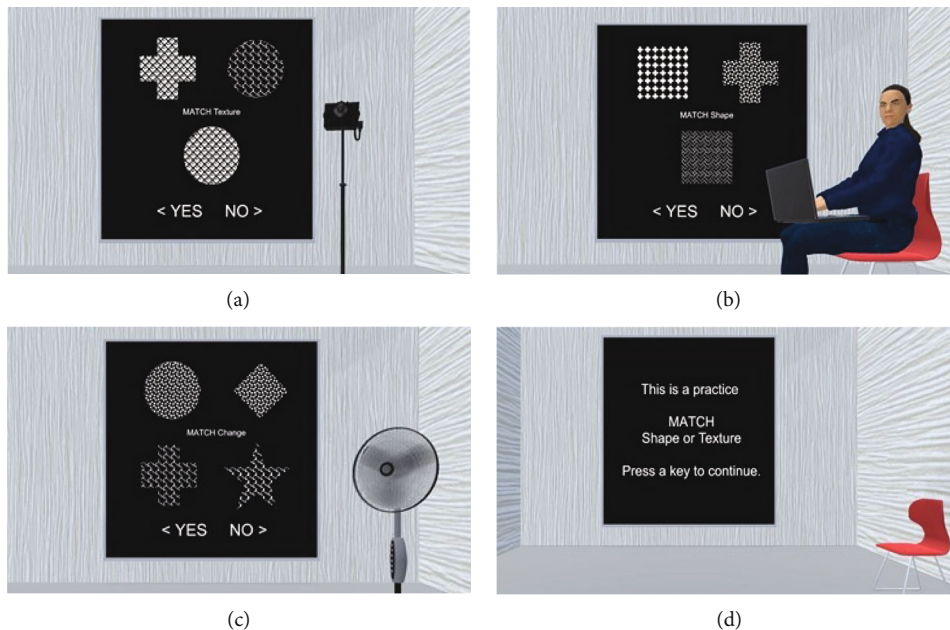 MATCH Texture
< YES NO >
(a)
MATCH Shape
< YES NO >
(b)
MATCH Change
< YES NO >
(c)
This is a practice
MATCH
Shape or Texture
Press a key to continue.
(d)